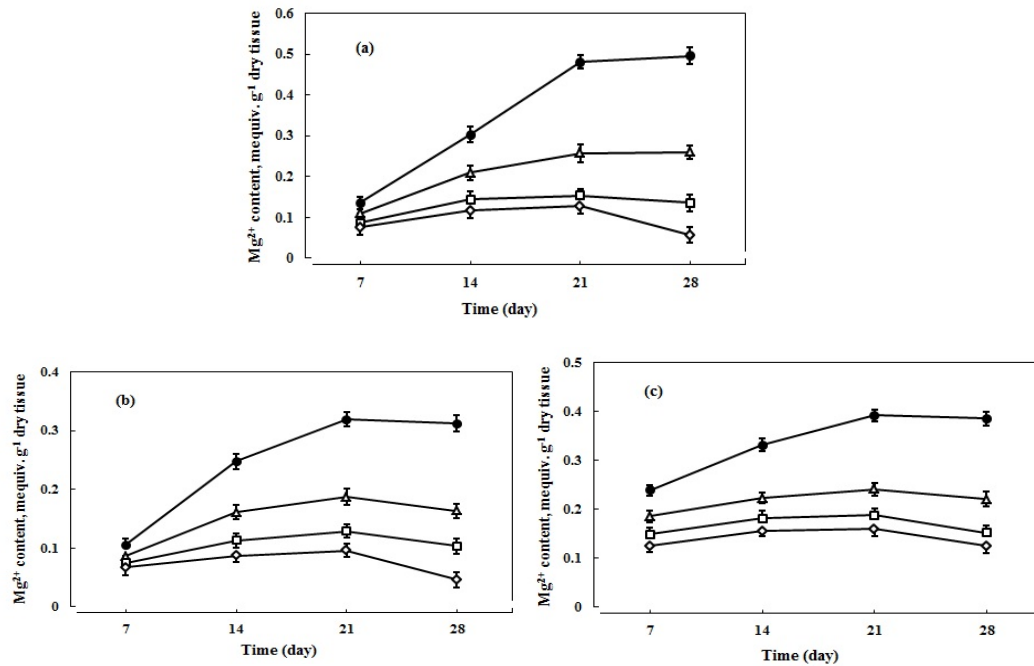 (a)
Mg²⁺ content, mequiv. g⁻¹ dry tissue
0.6
0.5
0.4
0.3
0.2
0.1
0
7 14 21 28
Time (day)
(b)
Mg²⁺ content, mequiv. g⁻¹ dry tissue
0.4
0.3
0.2
0.1
0
7 14 21 28
Time (day)
(c)
Mg²⁺ content, mequiv. g⁻¹ dry tissue
0.5
0.4
0.3
0.2
0.1
0
7 14 21 28
Time (day)